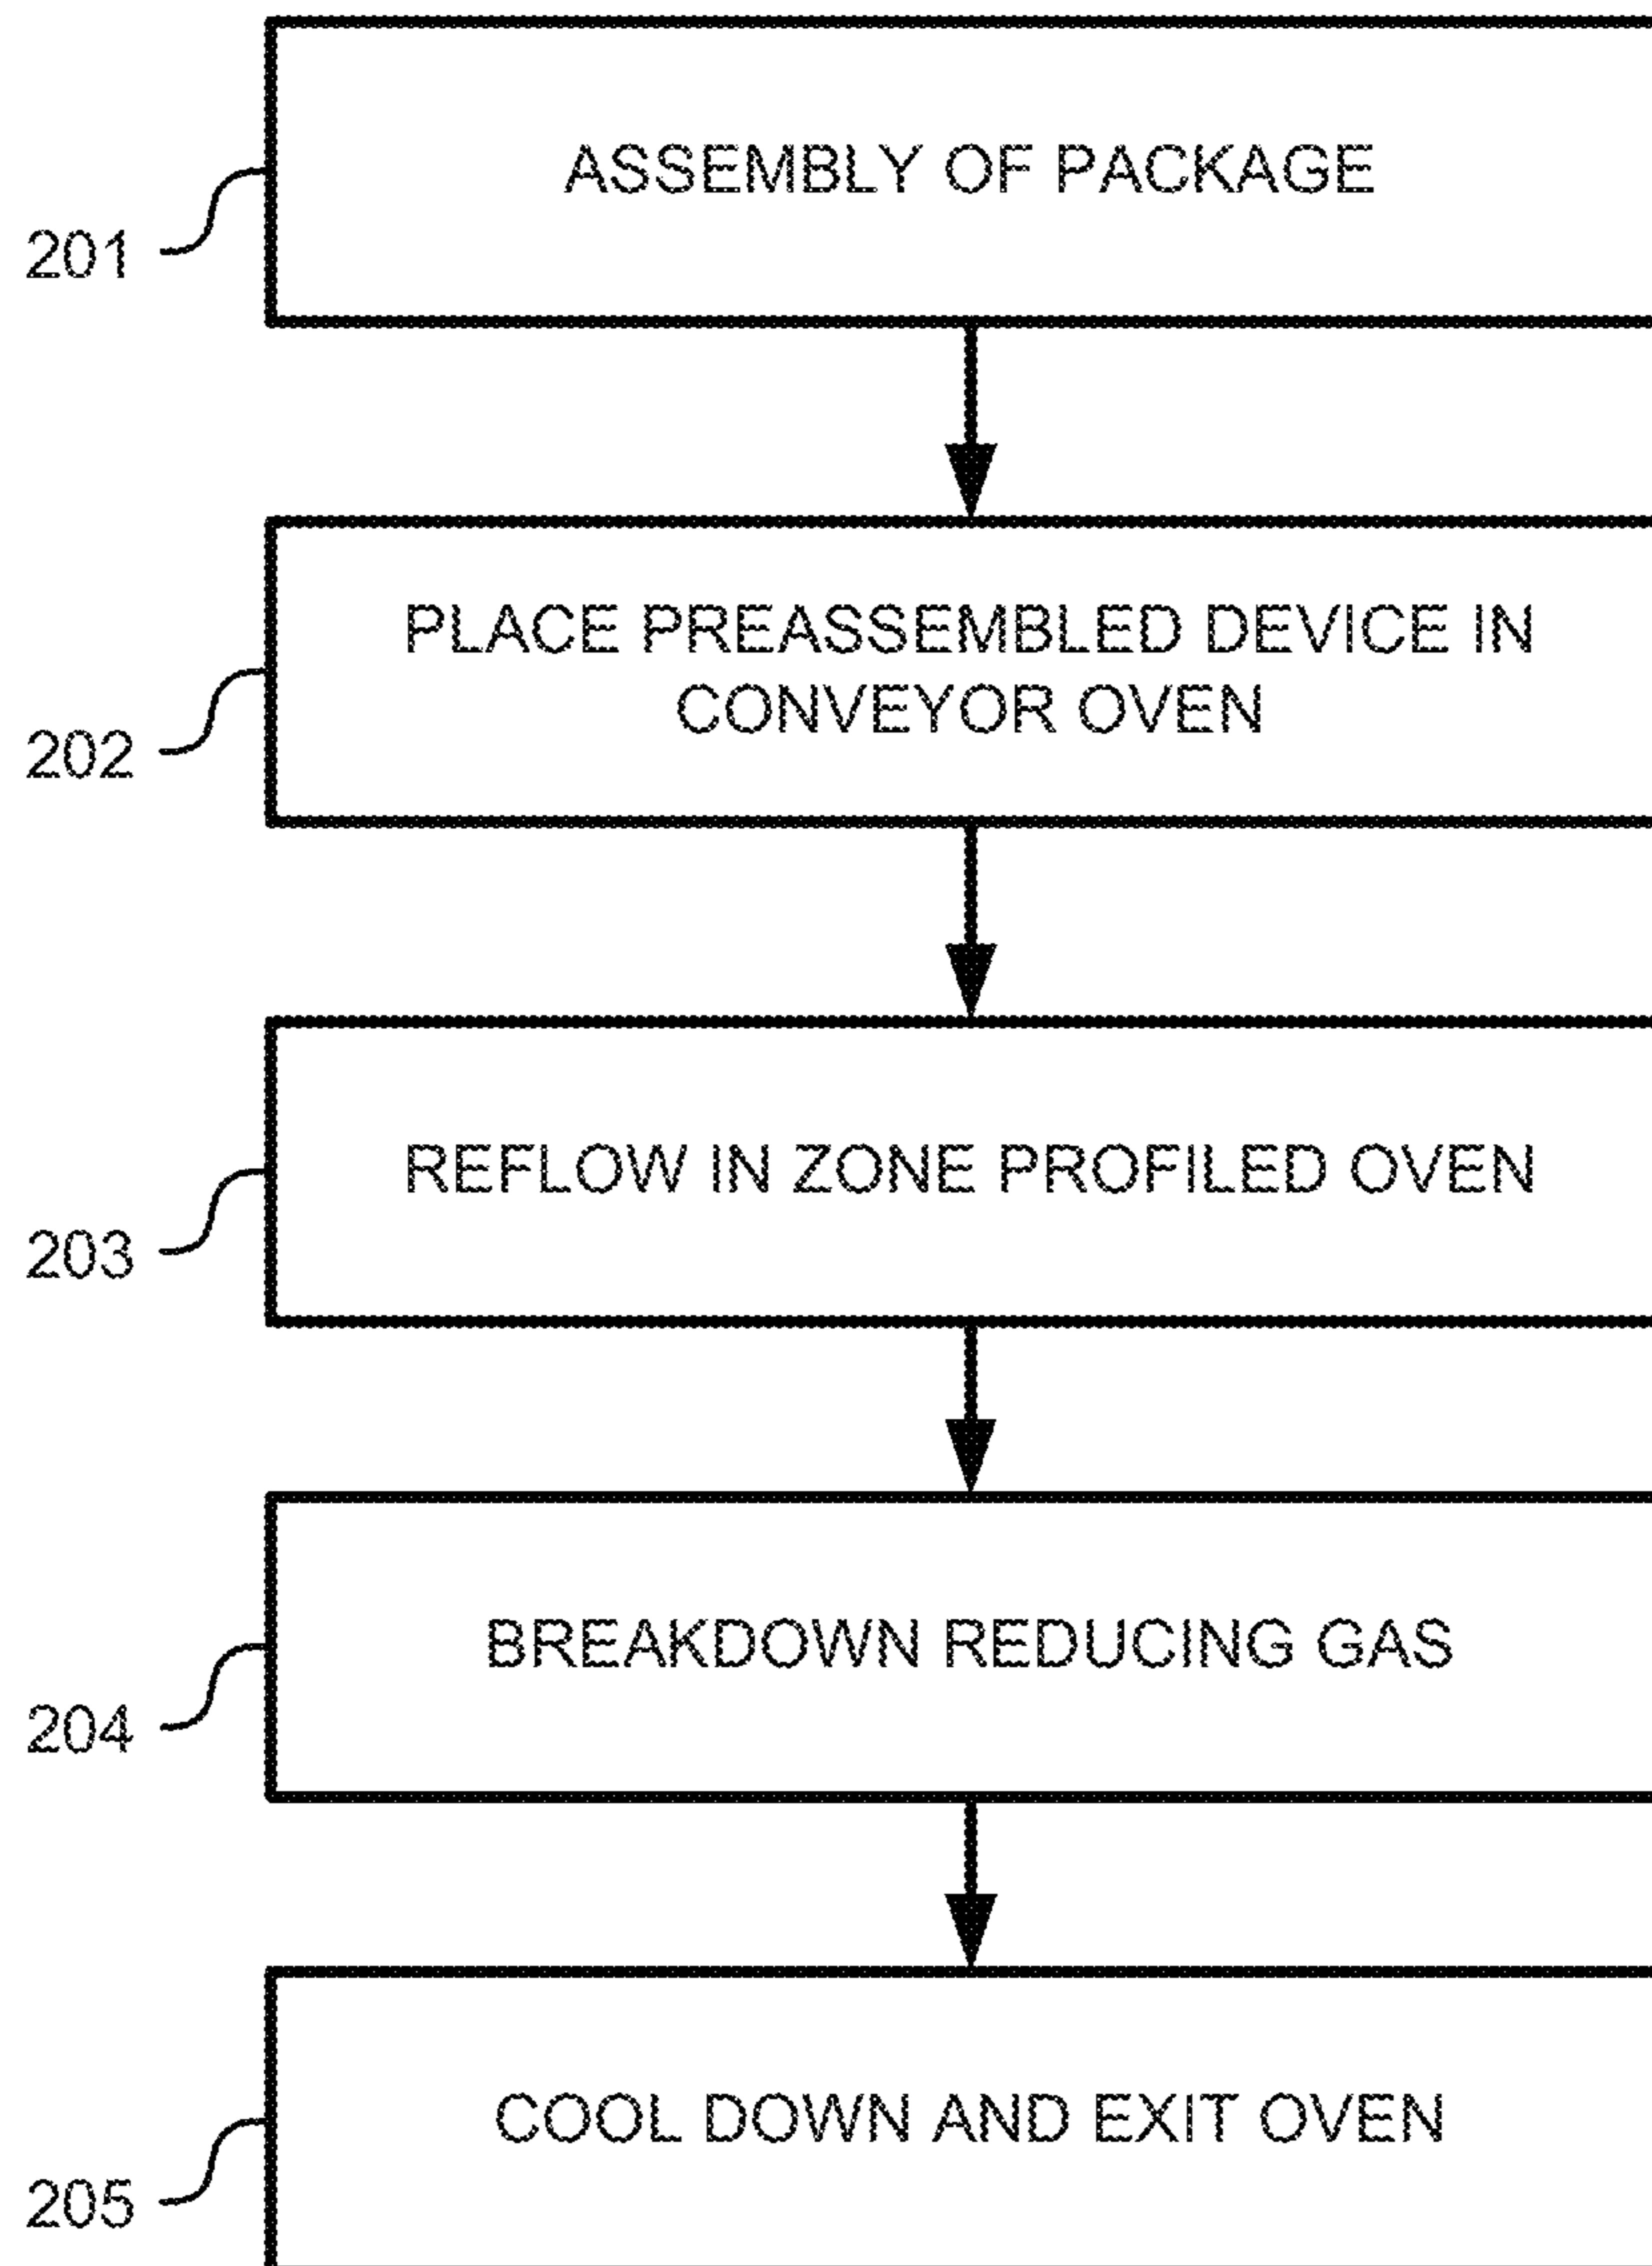 ASSEMBLY OF PACKAGE
201
PLACE PREASSEMBLED DEVICE IN
CONVEYOR OVEN
202
REFLOW IN ZONE PROFILED OVEN
203
BREAKDOWN REDUCING GAS
204
COOL DOWN AND EXIT OVEN
205